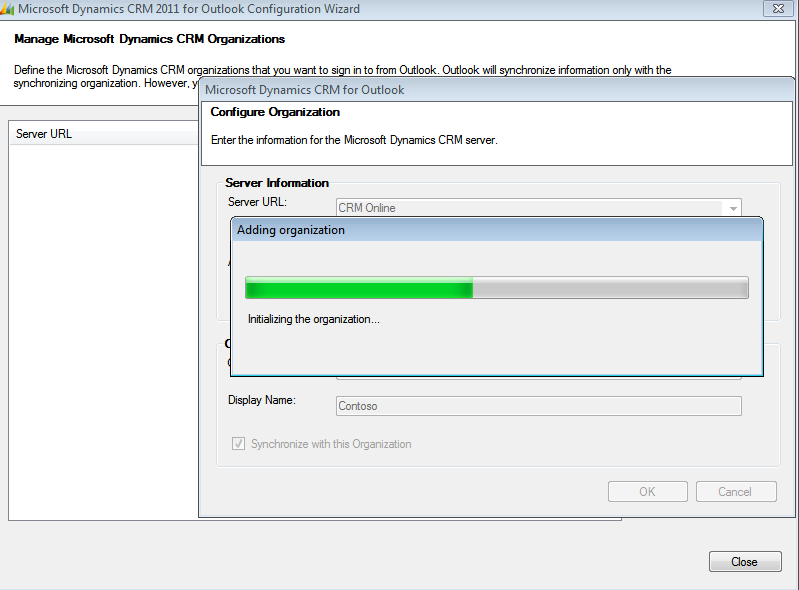 Microsoft Dynamics CRM 2011 for Outlook Configuration Wizard
Manage Microsoft Dynamics CRM Organizations
Define the Microsoft Dynamics CRM organizations that you want to sign in to from Outlook. Outlook will synchronize information only with the
synchronizing organization. However,
Microsoft Dynamics CRM for Outlook
Configure Organization
Enter the information for the Microsoft Dynamics CRM server.
Server URL
Server Information
Server URL:
CRM Online
Adding organization
Initializing the organization...
Display Name:
Contoso
Synchronize with this Organization
OK
Cancel
Close